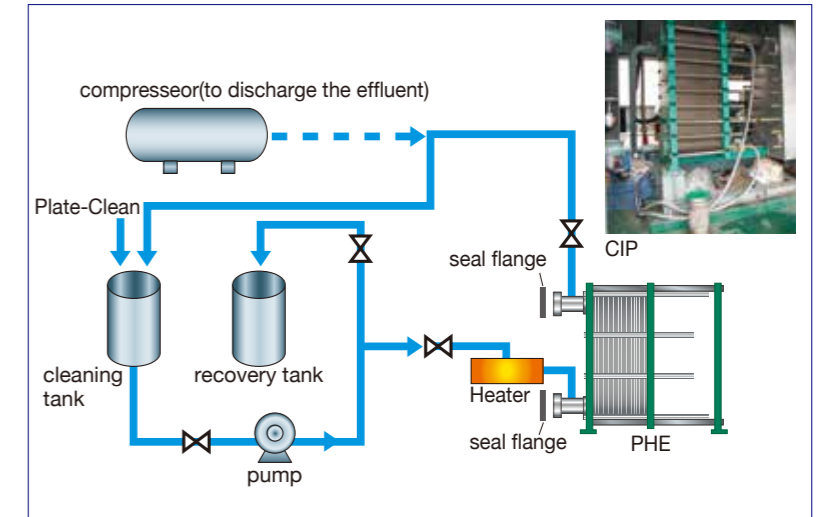 compresseor(to discharge the effluent)
Plate-Clean
CIP
seal flange
cleaning
tank
recovery tank
Heater
seal flange
PHE
pump